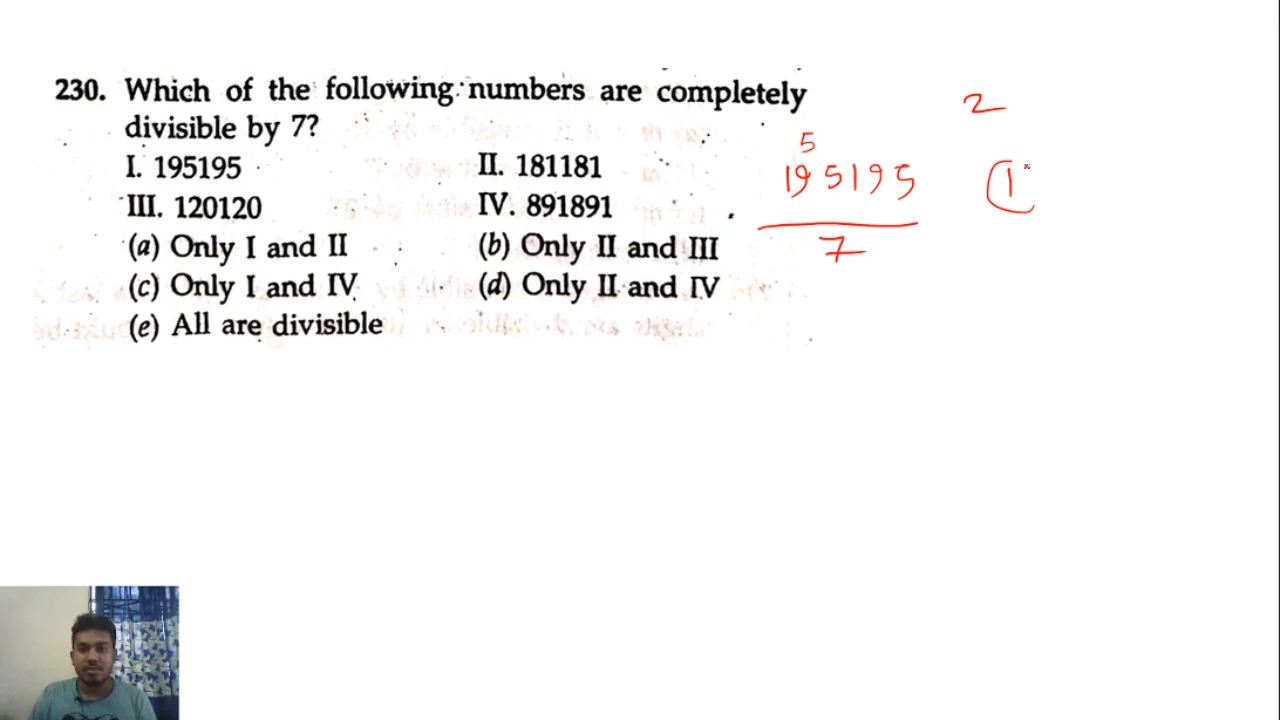 230. Which of the following numbers are completely
divisible by 7?
I. 195195 II. 181181
III. 120120 IV. 891891
(a) Only I and II (b) Only II and III
(c) Only I and IV (d) Only II and IV
(e) All are divisible
2
5
195195
7
1